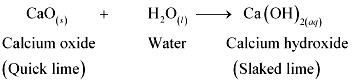 CaO(s) + H₂O(l) ⟶ Ca(OH)₂(aq)
Calcium oxide Water Calcium hydroxide
(Quick lime) (Slaked lime)